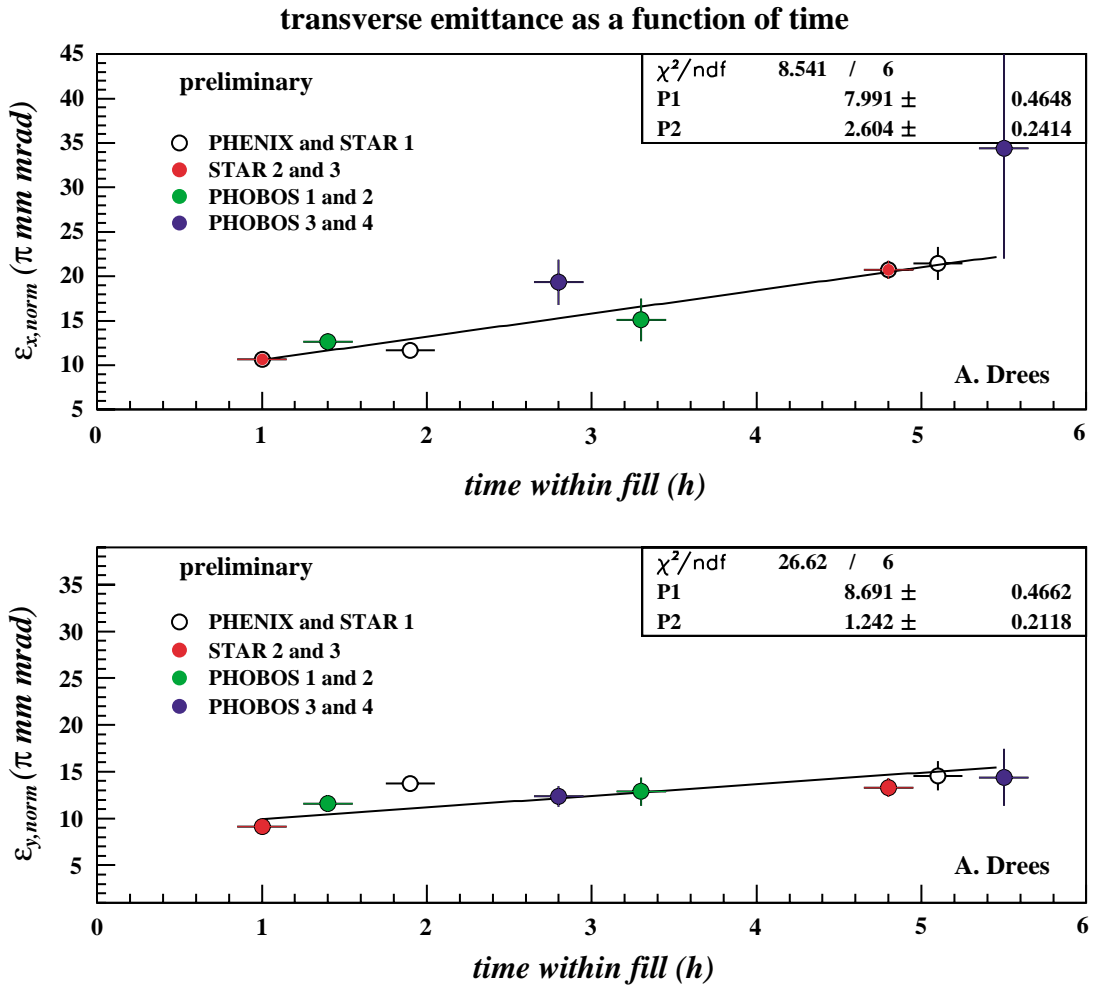 transverse emittance as a function of time
45
40
35
30
25
20
15
10
5
εx,norm (π mm mrad)
preliminary
PHENIX and STAR 1
STAR 2 and 3
PHOBOS 1 and 2
PHOBOS 3 and 4
χ²/ndf 8.541 / 6
P1 7.991 ± 0.4648
P2 2.604 ± 0.2414
A. Drees
0 1 2 3 4 5 6
time within fill (h)
35
30
25
20
15
10
5
εy,norm (π mm mrad)
preliminary
PHENIX and STAR 1
STAR 2 and 3
PHOBOS 1 and 2
PHOBOS 3 and 4
χ²/ndf 26.62 / 6
P1 8.691 ± 0.4662
P2 1.242 ± 0.2118
A. Drees
0 1 2 3 4 5 6
time within fill (h)